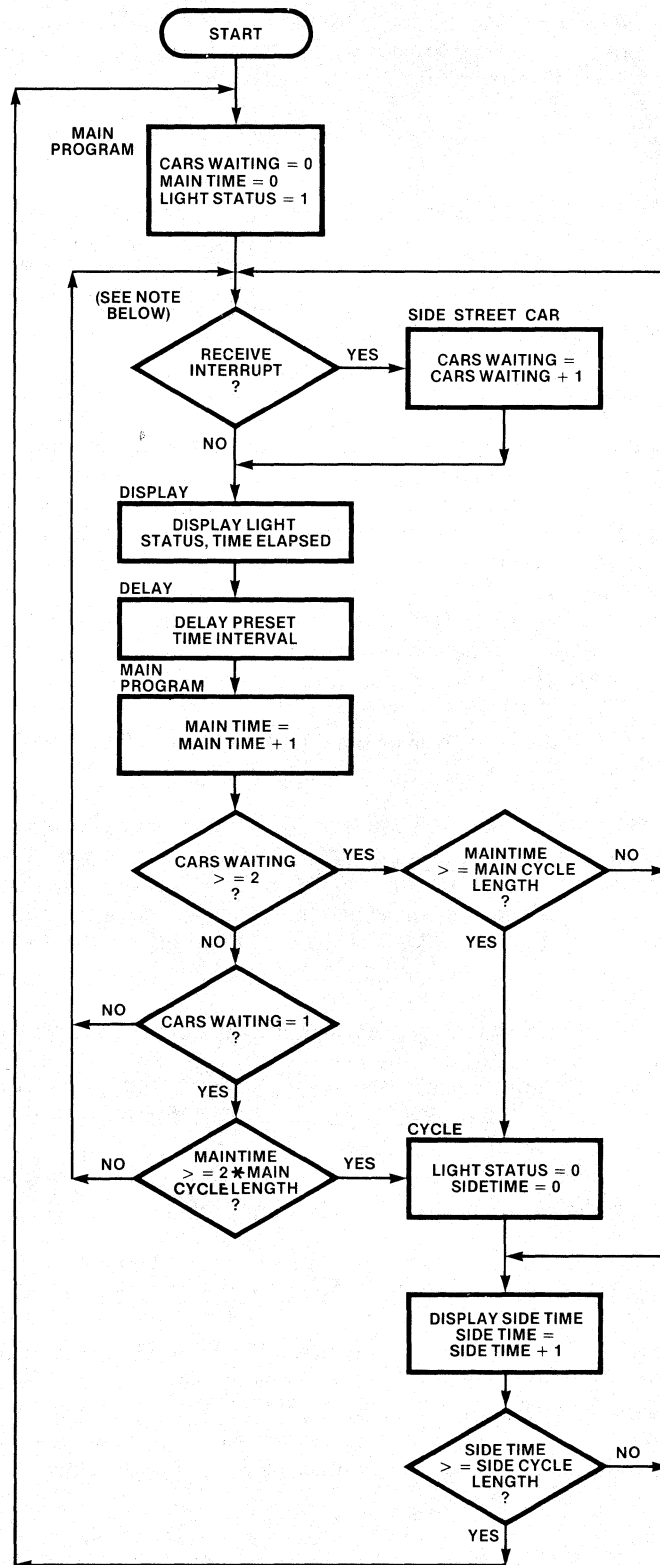 START
MAIN
PROGRAM
CARS WAITING = 0
MAIN TIME = 0
LIGHT STATUS = 1
(SEE NOTE
BELOW)
RECEIVE
INTERRUPT
?
YES
SIDE STREET CAR
CARS WAITING =
CARS WAITING + 1
NO
DISPLAY
DISPLAY LIGHT
STATUS, TIME ELAPSED
DELAY
DELAY PRESET
TIME INTERVAL
MAIN
PROGRAM
MAIN TIME =
MAIN TIME + 1
CARS WAITING
> = 2
?
YES
MAINTIME
> = MAIN CYCLE
LENGTH
?
NO
NO
YES
CARS WAITING = 1
?
NO
YES
MAINTIME
> = 2 * MAIN
CYCLE LENGTH
?
NO
YES
CYCLE
LIGHT STATUS = 0
SIDETIME = 0
DISPLAY SIDE TIME
SIDE TIME =
SIDE TIME + 1
SIDE TIME
> = SIDE CYCLE
LENGTH
?
NO
YES